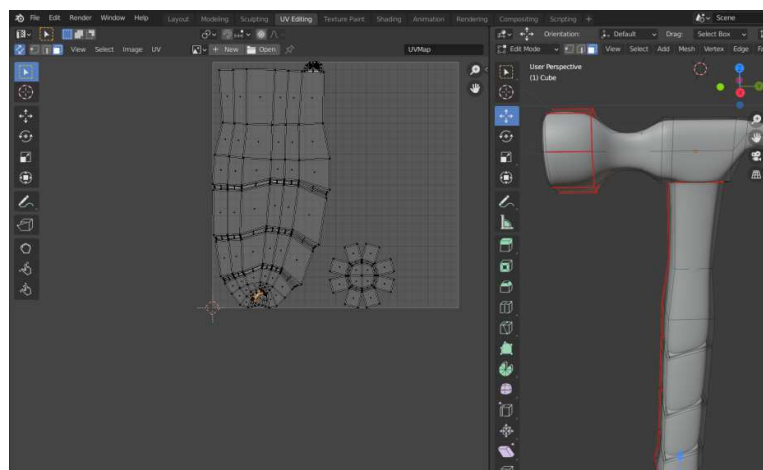 File Edit Render Window Help Layout Modeling Sculpting UV Editing Texture Paint Shading Animation Rendering Compositing Scripting + Scene
Orientation: Default Drag: Select Box
View Select Image UV + New Open UVMap Edit Mode View Select Add Mesh Vertex Edge
User Perspective
(1) Cube